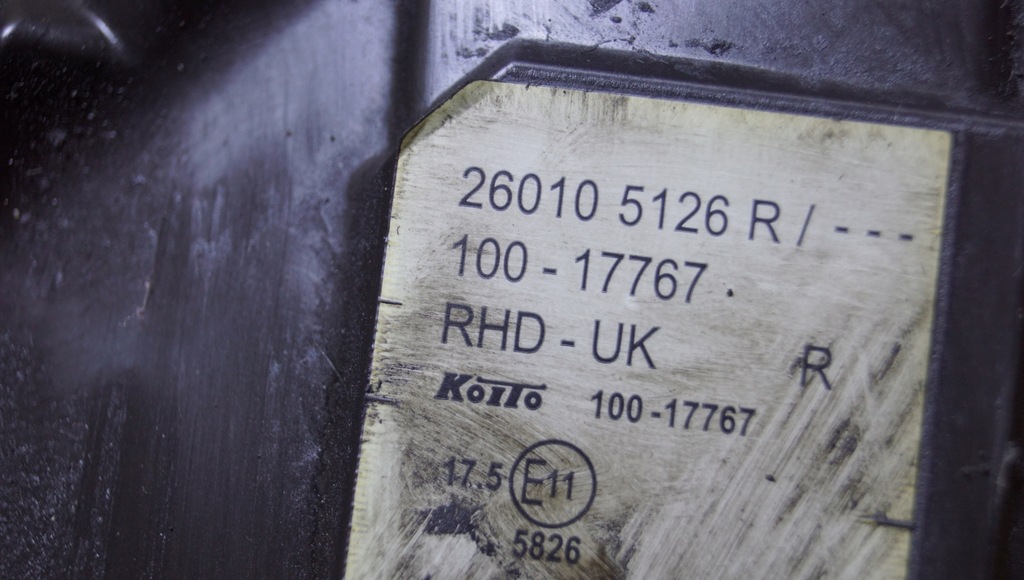 26010 5126 R / ---
100 - 17767
RHD - UK R
KOITO 100 -17767
17.5 E11
5826